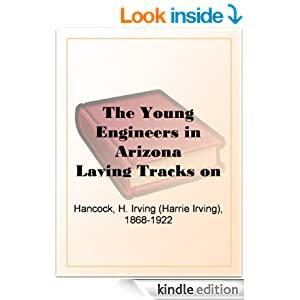 Look inside
The Young
Engineers in
Arizona
Laying Tracks on
Hancock, H. Irving (Harrie Irving),
1868-1922
kindle edition